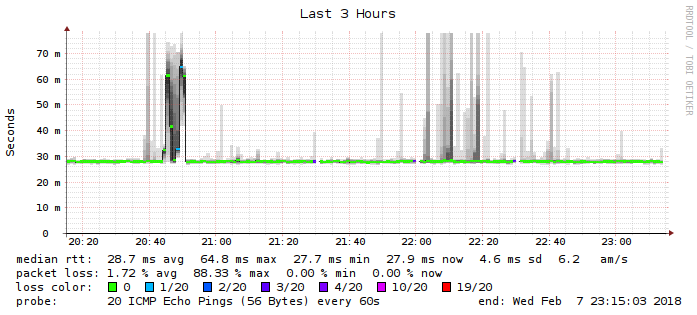 Last 3 Hours
RRDTOOL / TOBI OETIKER
Seconds
70 m
60 m
50 m
40 m
30 m
20 m
10 m
0
20:20 20:40 21:00 21:20 21:40 22:00 22:20 22:40 23:00
median rtt: 28.7 ms avg 64.8 ms max 27.7 ms min 27.9 ms now 4.6 ms sd 6.2 am/s
packet loss: 1.72 % avg 88.33 % max 0.00 % min 0.00 % now
loss color: 0 1/20 2/20 3/20 4/20 10/20 19/20
probe: 20 ICMP Echo Pings (56 Bytes) every 60s end: Wed Feb 7 23:15:03 2018